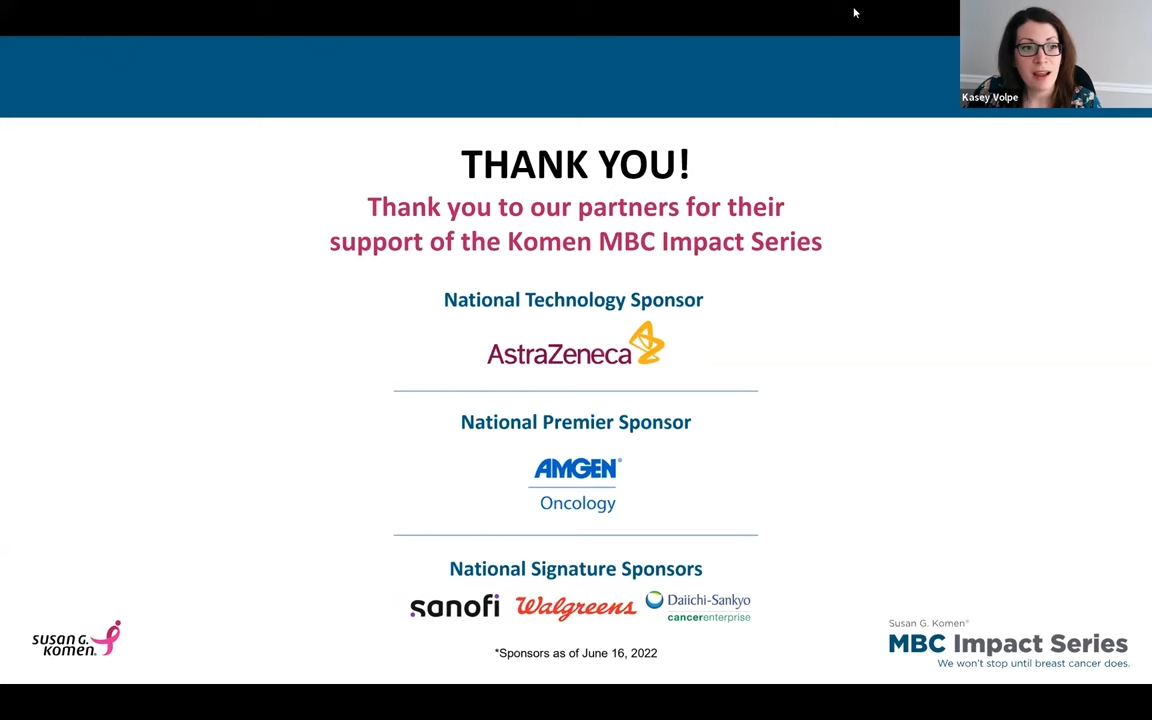 Kasey Volpe
THANK YOU!
Thank you to our partners for their
support of the Komen MBC Impact Series
National Technology Sponsor
AstraZeneca
National Premier Sponsor
AMGEN®
Oncology
National Signature Sponsors
sanofi
Walgreens
Daiichi-Sankyo
cancerenterprise
susan g.
komen®
*Sponsors as of June 16, 2022
Susan G. Komen®
MBC Impact Series
We won't stop until breast cancer does.